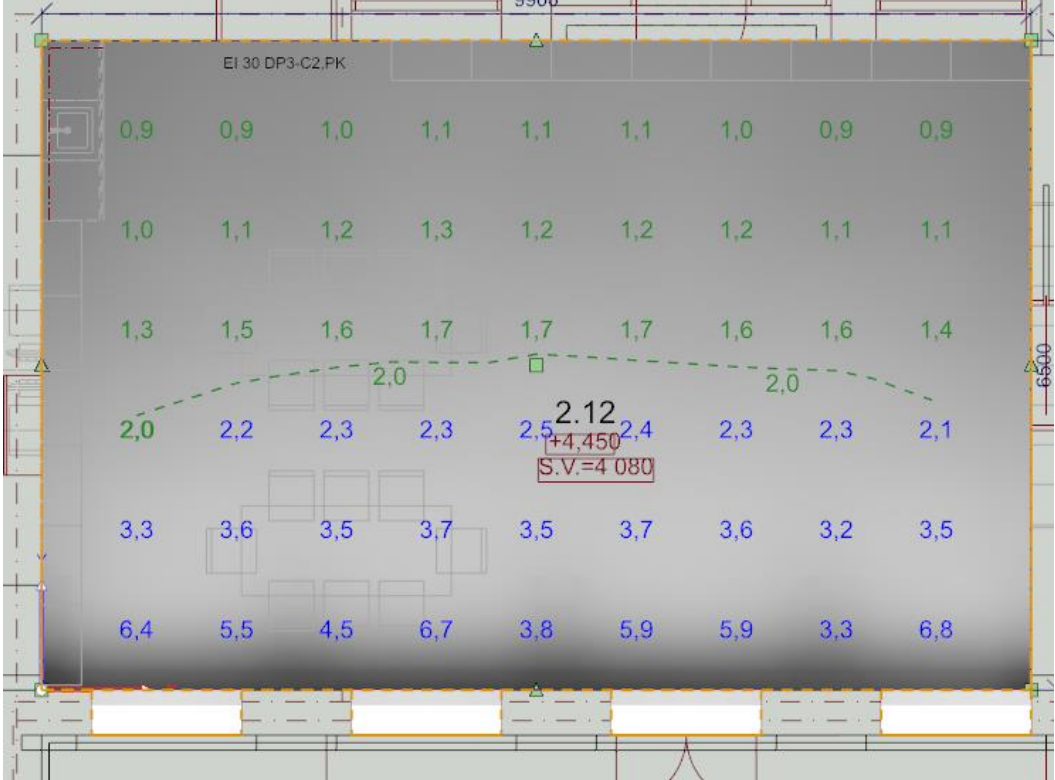 9900
EI 30 DP3-C2,PK
0,9 0,9 1,0 1,1 1,1 1,1 1,0 0,9 0,9
1,0 1,1 1,2 1,3 1,2 1,2 1,2 1,1 1,1
1,3 1,5 1,6 1,7 1,7 1,7 1,6 1,6 1,4
6500
2,0 2,0
2.12
2,0 2,2 2,3 2,3 2,5 2,4 2,3 2,3 2,1
+4,450
S.V.=4 080
3,3 3,6 3,5 3,7 3,5 3,7 3,6 3,2 3,5
6,4 5,5 4,5 6,7 3,8 5,9 5,9 3,3 6,8